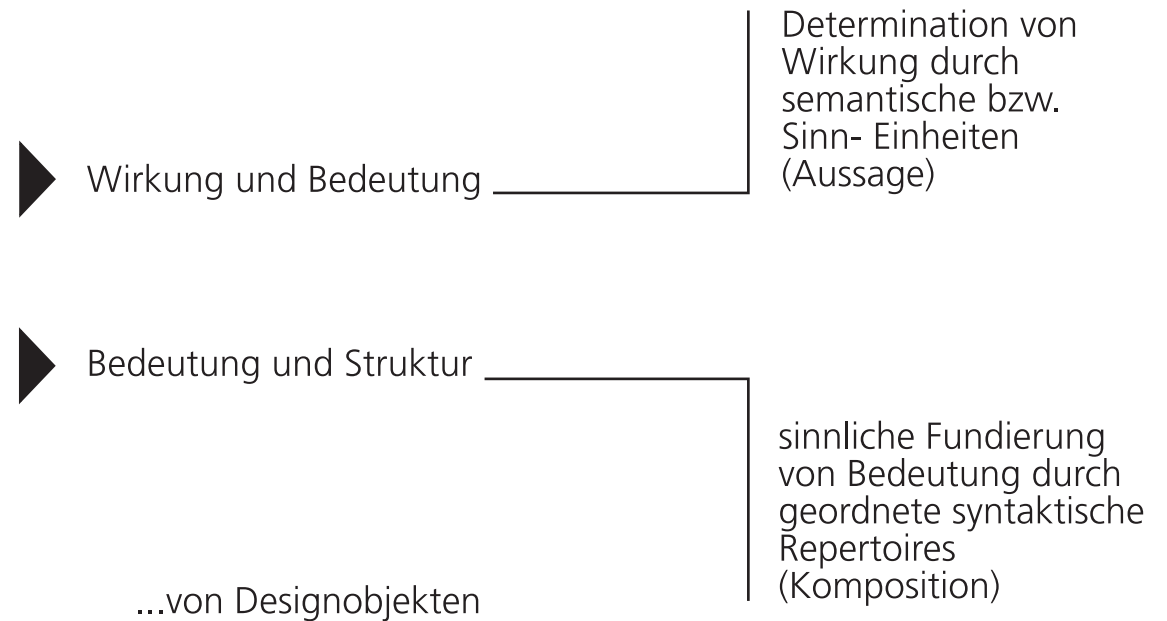 Determination von
Wirkung durch
semantische bzw.
Sinn- Einheiten
(Aussage)
Wirkung und Bedeutung
Bedeutung und Struktur
sinnliche Fundierung
von Bedeutung durch
geordnete syntaktische
Repertoires
(Komposition)
...von Designobjekten